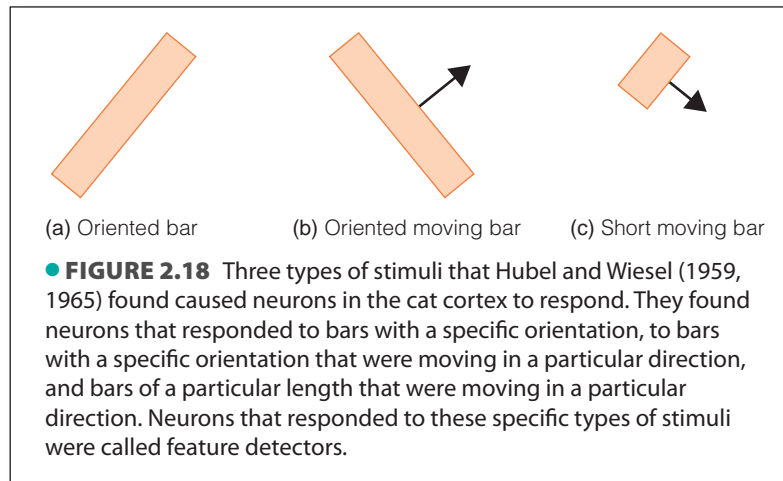 (a) Oriented bar (b) Oriented moving bar (c) Short moving bar
● FIGURE 2.18 Three types of stimuli that Hubel and Wiesel (1959,
1965) found caused neurons in the cat cortex to respond. They found
neurons that responded to bars with a specific orientation, to bars
with a specific orientation that were moving in a particular direction,
and bars of a particular length that were moving in a particular
direction. Neurons that responded to these specific types of stimuli
were called feature detectors.